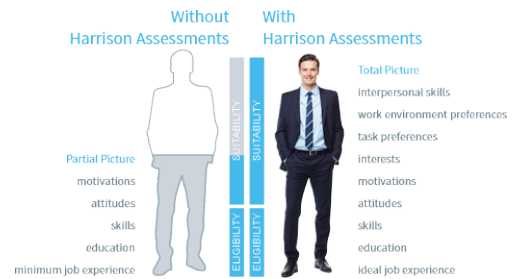 Without
Harrison Assessments
Partial Picture
motivations
attitudes
skills
education
minimum job experience
SUITABILITY
ELIGIBILITY
With
Harrison Assessments
SUITABILITY
ELIGIBILITY
Total Picture
interpersonal skills
work environment preferences
task preferences
interests
motivations
attitudes
skills
education
ideal job experience